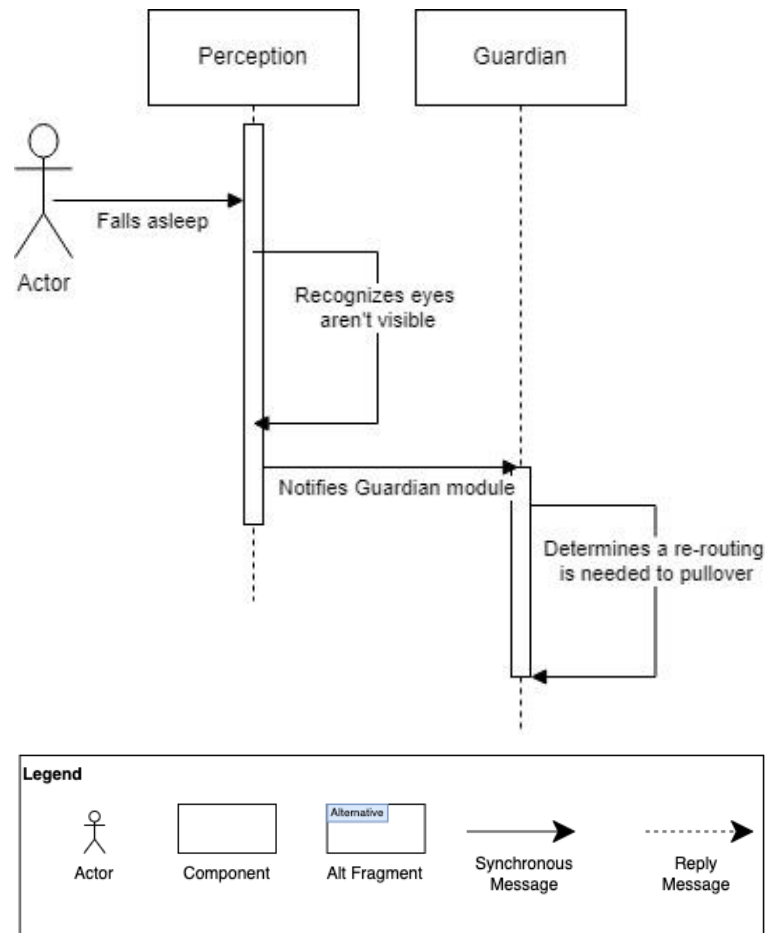 Perception
Guardian
Falls asleep
Actor
Recognizes eyes
aren't visible
Notifies Guardian module
Determines a re-routing
is needed to pullover
Legend
Alternative
Actor
Component
Alt Fragment
Synchronous
Message
Reply
Message